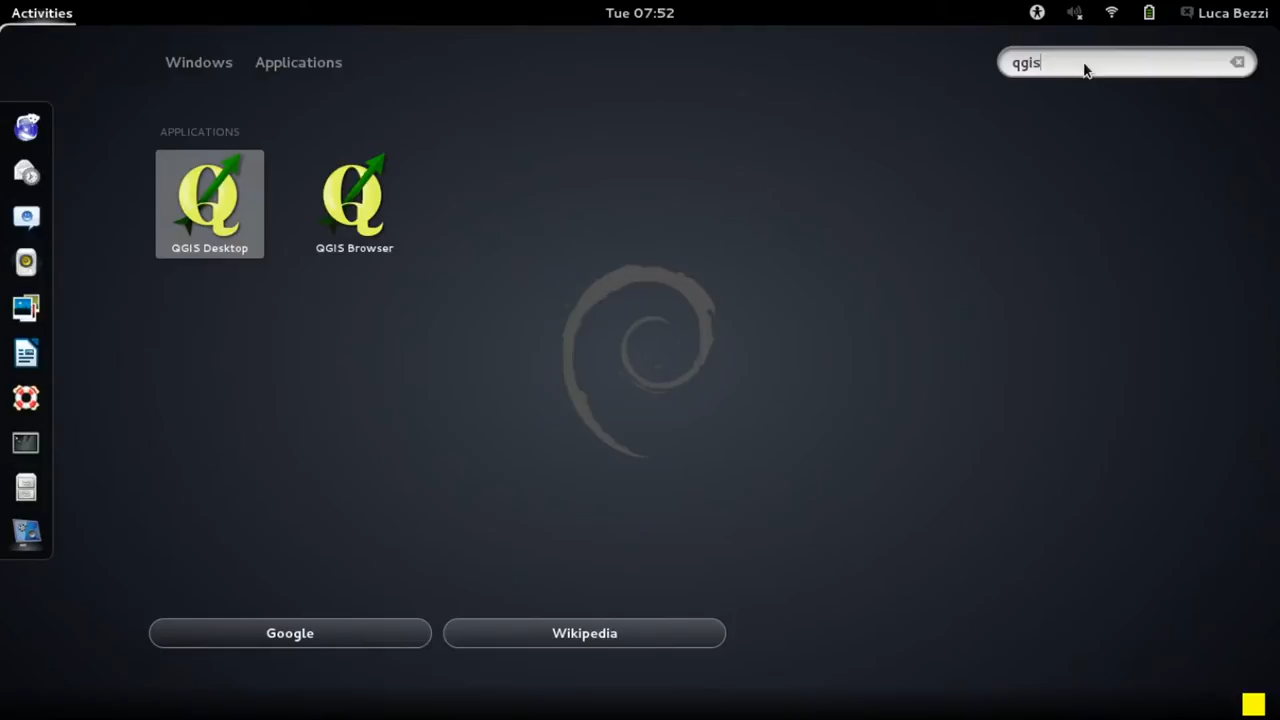 Activities
Tue 07:52
Luca Bezzi
Windows
Applications
qgis
APPLICATIONS
QGIS Desktop
QGIS Browser
Google
Wikipedia